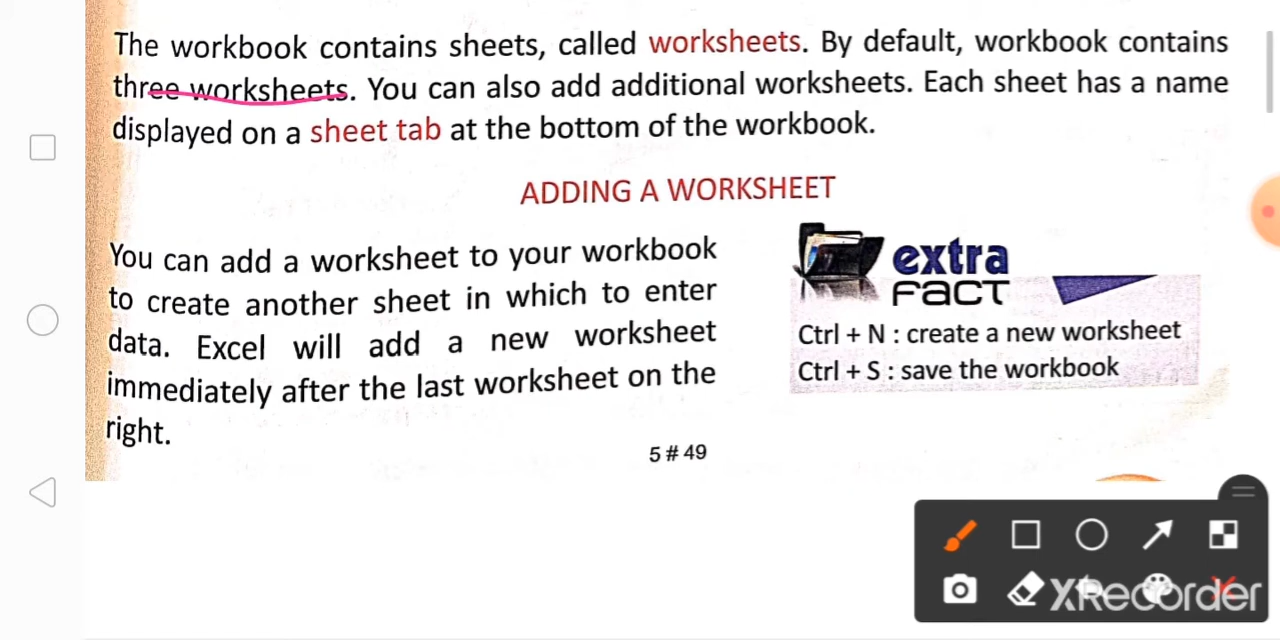 The workbook contains sheets, called worksheets. By default, workbook contains
three worksheets. You can also add additional worksheets. Each sheet has a name
displayed on a sheet tab at the bottom of the workbook.
ADDING A WORKSHEET
You can add a worksheet to your workbook
to create another sheet in which to enter
data. Excel will add a new worksheet
immediately after the last worksheet on the
right.
extra
FACT
Ctrl + N : create a new worksheet
Ctrl + S : save the workbook
5 # 49
XRecorder